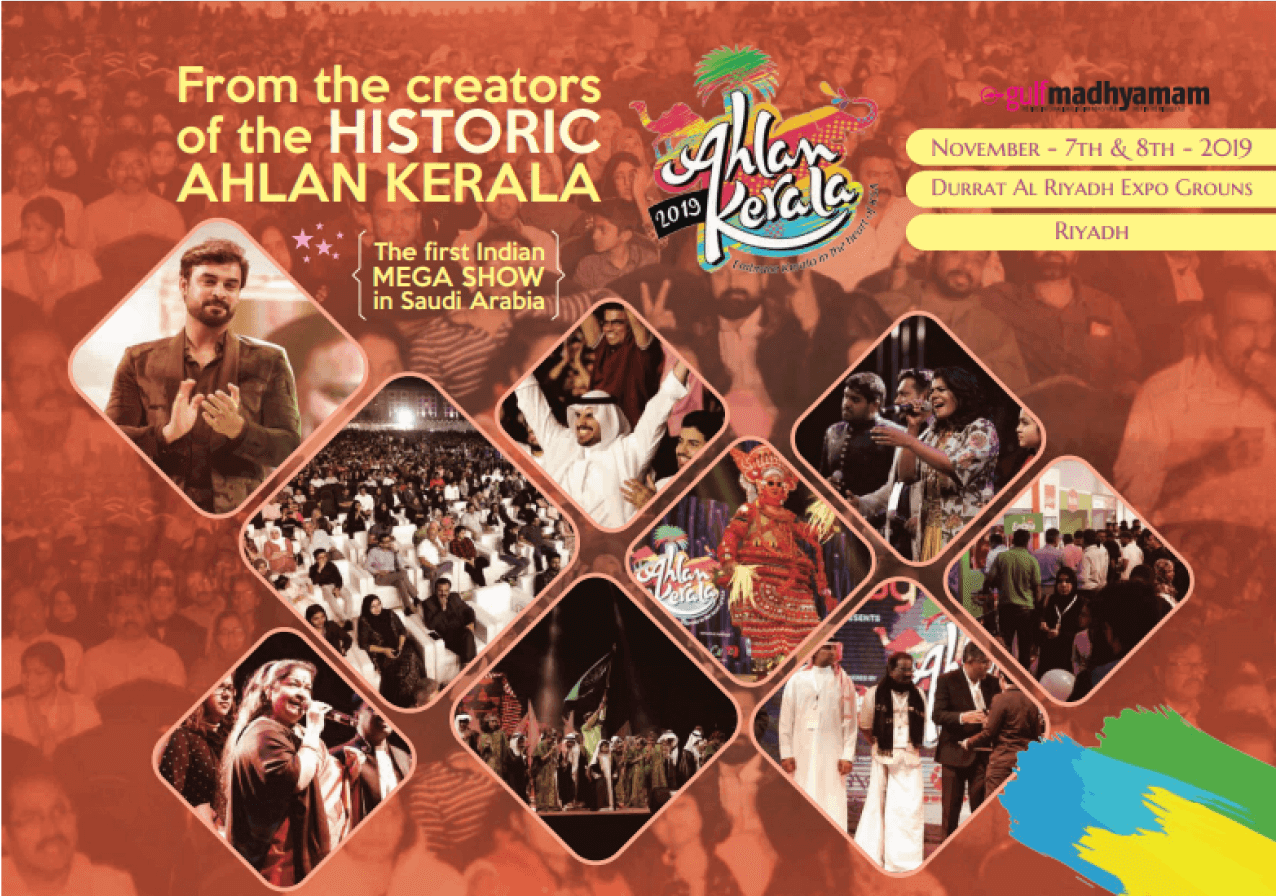 From the creators
of the HISTORIC
AHLAN KERALA
The first Indian
MEGA SHOW
in Saudi Arabia
2019
Ahlan
Kerala
gulfmadhyamam
NOVEMBER - 7TH & 8TH - 2019
DURRAT AL RIYADH EXPO GROUNS
RIYADH
Ahlan
Kerala